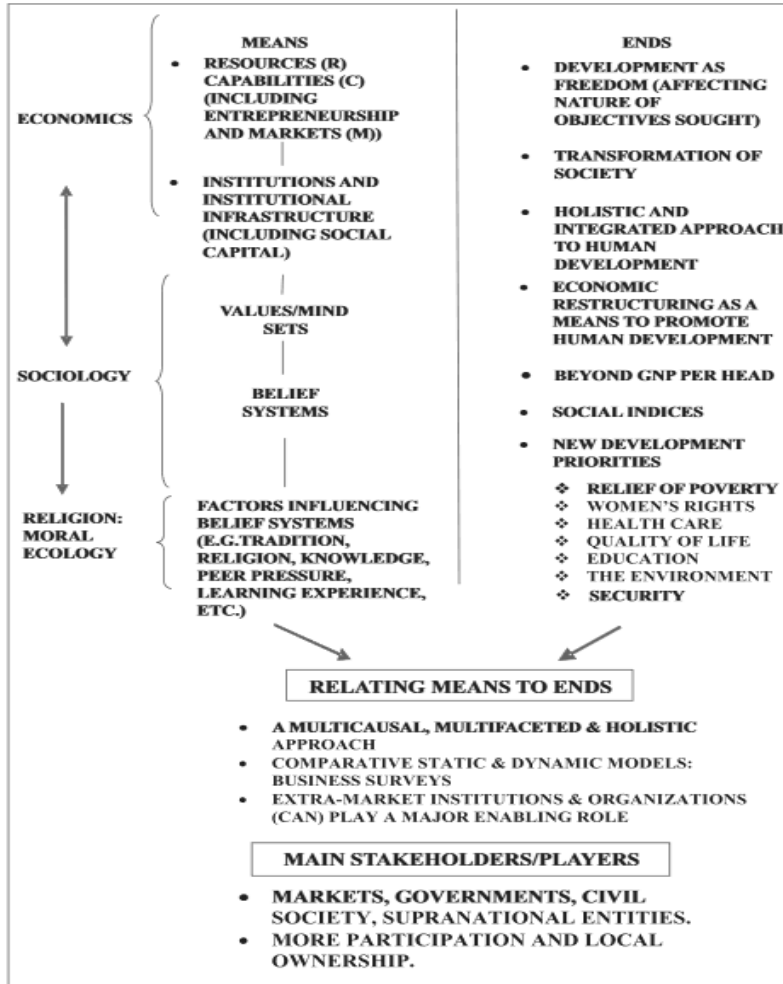 MEANS
• RESOURCES (R)
CAPABILITIES (C)
(INCLUDING
ENTREPRENEURSHIP
AND MARKETS (M))
ECONOMICS
• INSTITUTIONS AND
INSTITUTIONAL
INFRASTRUCTURE
(INCLUDING SOCIAL
CAPITAL)
VALUES/MIND
SETS
SOCIOLOGY
BELIEF
SYSTEMS
RELIGION:
MORAL
ECOLOGY
FACTORS INFLUENCING
BELIEF SYSTEMS
(E.G.TRADITION,
RELIGION, KNOWLEDGE,
PEER PRESSURE,
LEARNING EXPERIENCE,
ETC.)
ENDS
• DEVELOPMENT AS
FREEDOM (AFFECTING
NATURE OF
OBJECTIVES SOUGHT)
• TRANSFORMATION OF
SOCIETY
• HOLISTIC AND
INTEGRATED APPROACH
TO HUMAN
DEVELOPMENT
• ECONOMIC
RESTRUCTURING AS A
MEANS TO PROMOTE
HUMAN DEVELOPMENT
• BEYOND GNP PER HEAD
• SOCIAL INDICES
• NEW DEVELOPMENT
PRIORITIES
❖ RELIEF OF POVERTY
❖ WOMEN'S RIGHTS
❖ HEALTH CARE
❖ QUALITY OF LIFE
❖ EDUCATION
❖ THE ENVIRONMENT
❖ SECURITY
RELATING MEANS TO ENDS
• A MULTICAUSAL, MULTIFACETED & HOLISTIC
APPROACH
• COMPARATIVE STATIC & DYNAMIC MODELS:
BUSINESS SURVEYS
• EXTRA-MARKET INSTITUTIONS & ORGANIZATIONS
(CAN) PLAY A MAJOR ENABLING ROLE
MAIN STAKEHOLDERS/PLAYERS
• MARKETS, GOVERNMENTS, CIVIL
SOCIETY, SUPRANATIONAL ENTITIES.
• MORE PARTICIPATION AND LOCAL
OWNERSHIP.